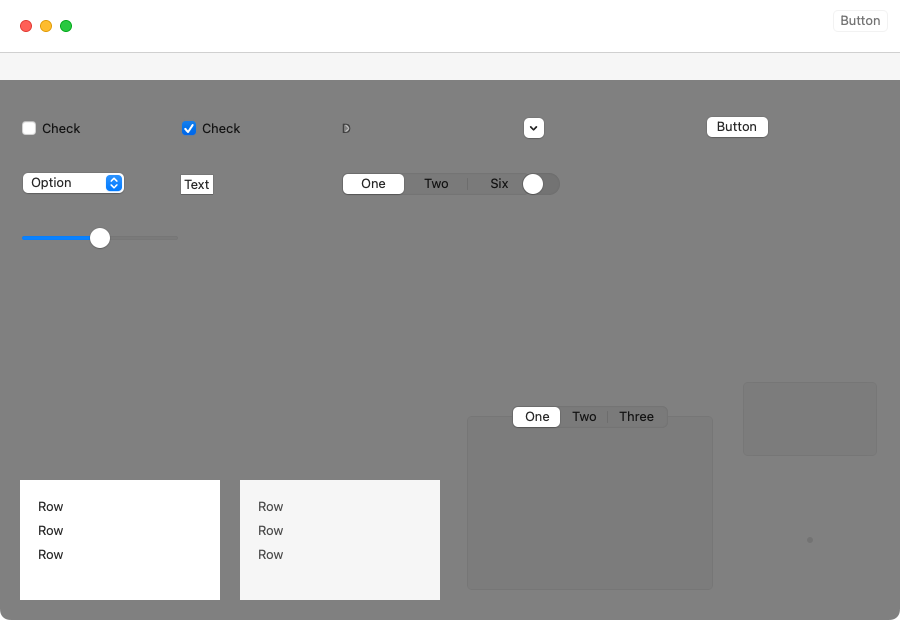 Button
Check
Check
Button
Option
Text
One
Two
Six
One
Two
Three
Row
Row
Row
Row
Row
Row